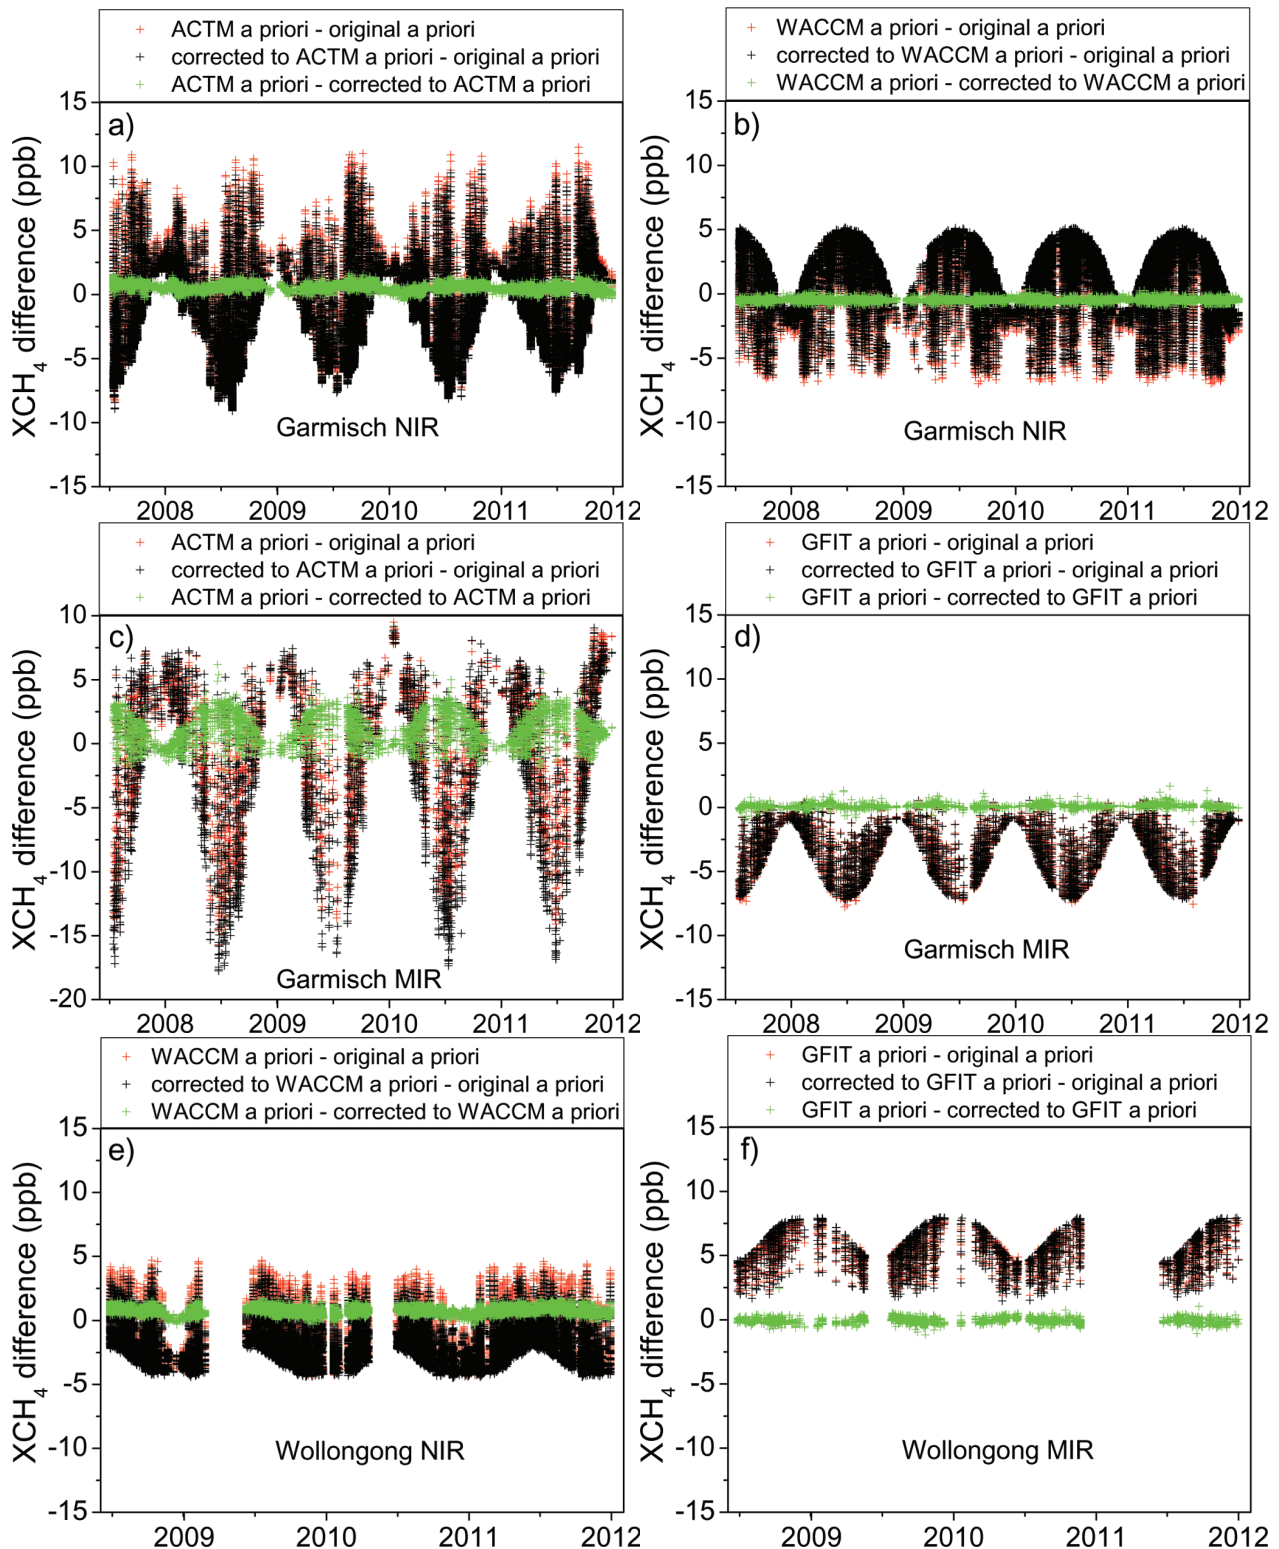 ACTM a priori - original a priori
corrected to ACTM a priori - original a priori
ACTM a priori - corrected to ACTM a priori
a)
15
10
5
0
-5
-10
-15
XCH4 difference (ppb)
Garmisch NIR
2008 2009 2010 2011 2012
WACCM a priori - original a priori
corrected to WACCM a priori - original a priori
WACCM a priori - corrected to WACCM a priori
b)
15
10
5
0
-5
-10
-15
XCH4 difference (ppb)
Garmisch NIR
2008 2009 2010 2011 2012
ACTM a priori - original a priori
corrected to ACTM a priori - original a priori
ACTM a priori - corrected to ACTM a priori
c)
10
5
0
-5
-10
-15
-20
XCH4 difference (ppb)
Garmisch MIR
2008 2009 2010 2011 2012
GFIT a priori - original a priori
corrected to GFIT a priori - original a priori
GFIT a priori - corrected to GFIT a priori
d)
15
10
5
0
-5
-10
-15
XCH4 difference (ppb)
Garmisch MIR
2008 2009 2010 2011 2012
WACCM a priori - original a priori
corrected to WACCM a priori - original a priori
WACCM a priori - corrected to WACCM a priori
e)
15
10
5
0
-5
-10
-15
XCH4 difference (ppb)
Wollongong NIR
2009 2010 2011 2012
GFIT a priori - original a priori
corrected to GFIT a priori - original a priori
GFIT a priori - corrected to GFIT a priori
f)
15
10
5
0
-5
-10
-15
XCH4 difference (ppb)
Wollongong MIR
2009 2010 2011 2012